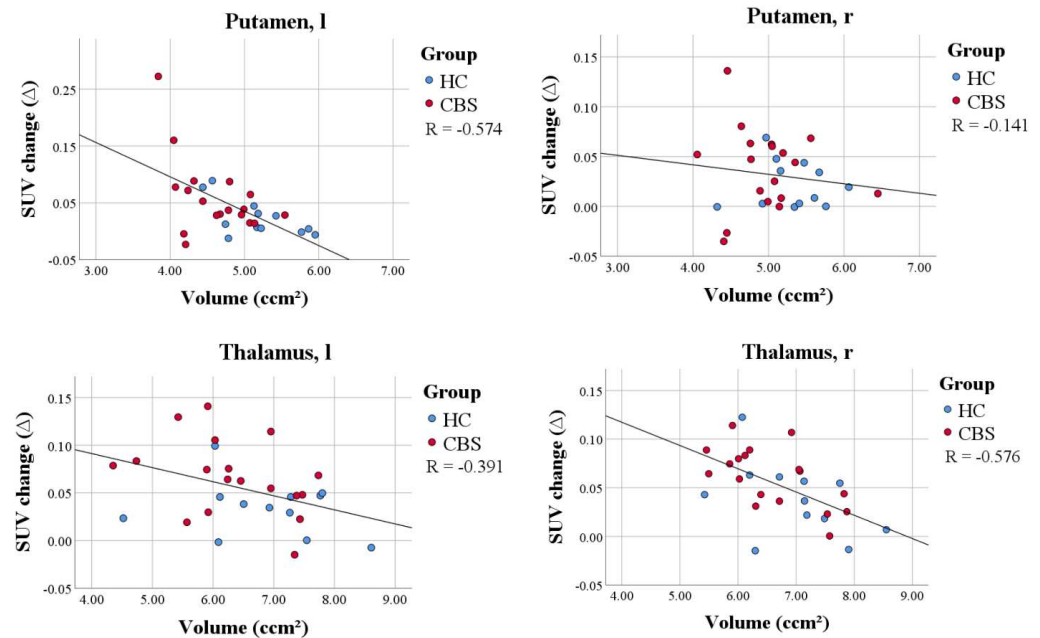 Putamen, l
SUV change (Δ)
0.25
0.15
0.05
-0.05
3.00 4.00 5.00 6.00 7.00
Volume (ccm²)
Group
HC
CBS
R = -0.574
Putamen, r
SUV change (Δ)
0.15
0.10
0.05
0.00
-0.05
3.00 4.00 5.00 6.00 7.00
Volume (ccm²)
Group
HC
CBS
R = -0.141
Thalamus, l
SUV change (Δ)
0.15
0.10
0.05
0.00
-0.05
4.00 5.00 6.00 7.00 8.00 9.00
Volume (ccm²)
Group
HC
CBS
R = -0.391
Thalamus, r
SUV change (Δ)
0.15
0.10
0.05
0.00
-0.05
4.00 5.00 6.00 7.00 8.00 9.00
Volume (ccm²)
Group
HC
CBS
R = -0.576